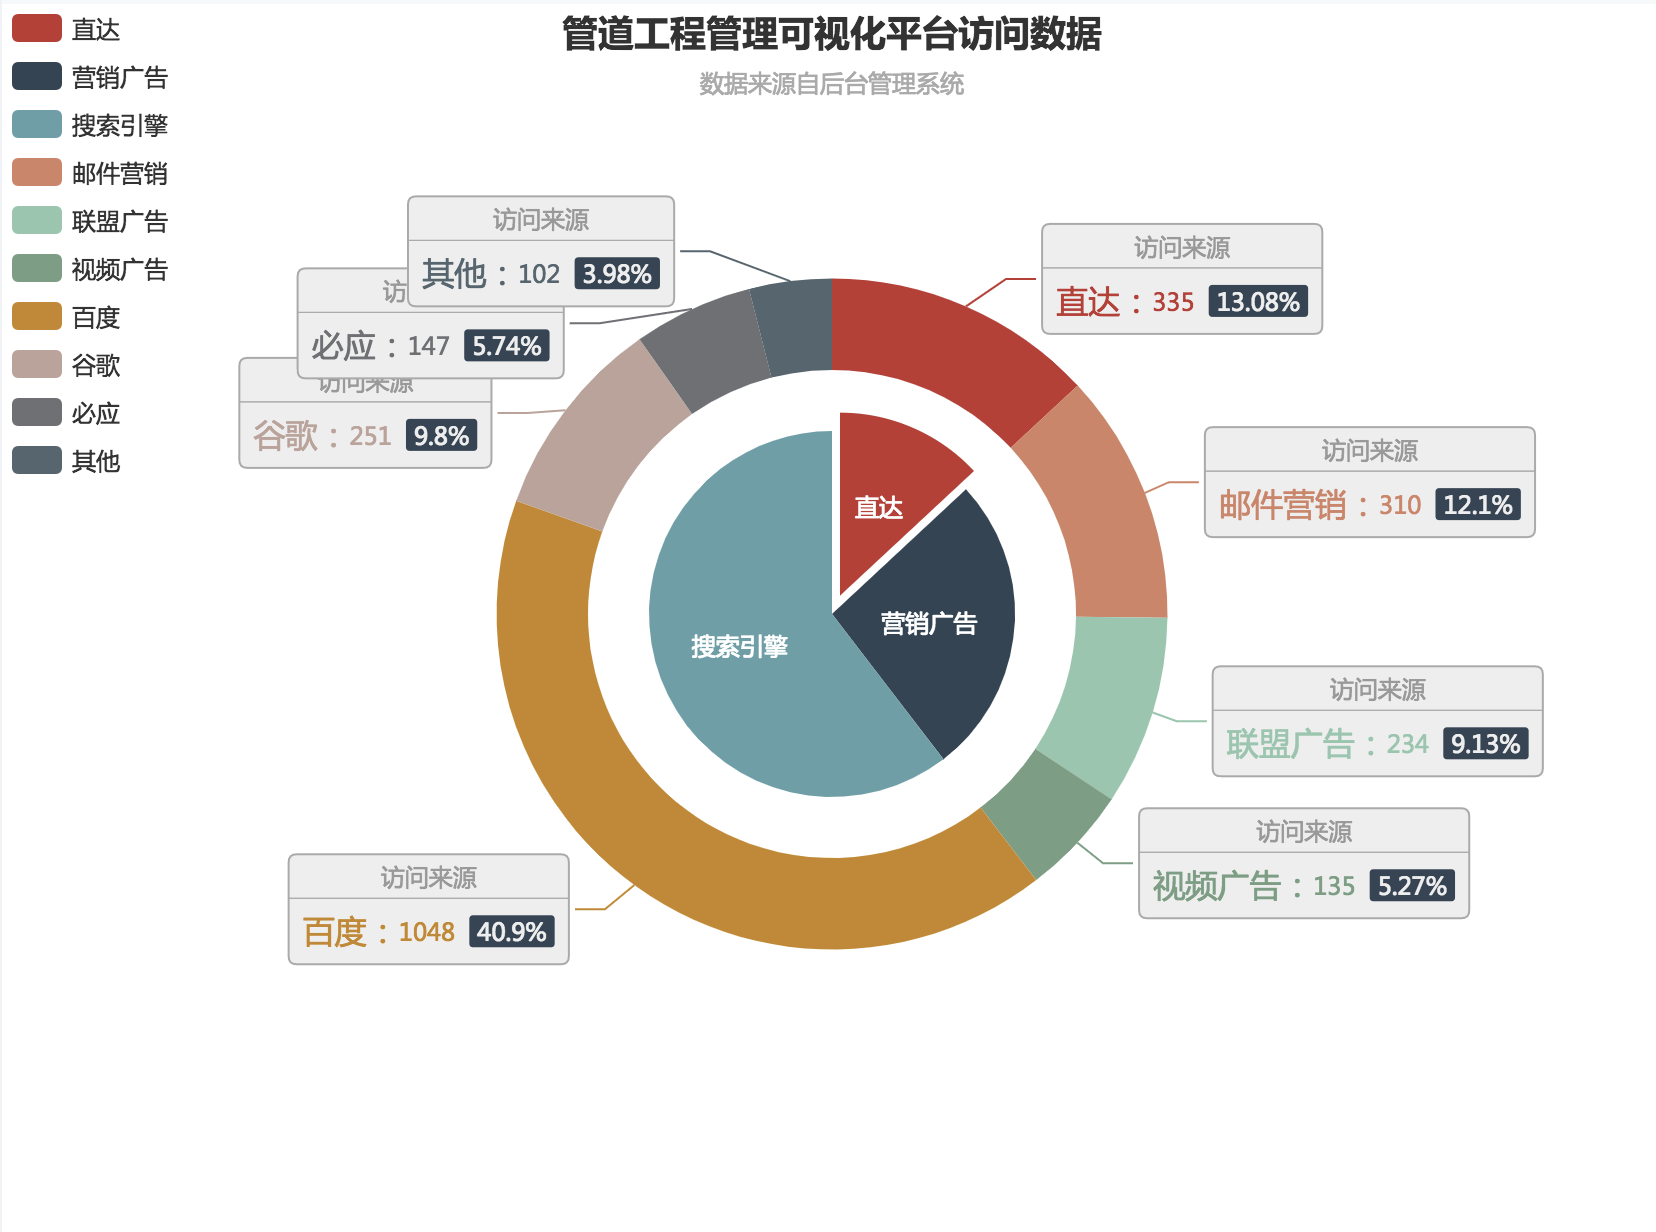 管道工程管理可视化平台访问数据
数据来源自后台管理系统
直达
营销广告
搜索引擎
邮件营销
联盟广告
视频广告
百度
谷歌
必应
其他
访问来源
其他：102 3.98%
访
必应：147 5.74%
访问来源
谷歌：251 9.8%
访问来源
百度：1048 40.9%
访问来源
直达：335 13.08%
访问来源
邮件营销：310 12.1%
访问来源
联盟广告：234 9.13%
访问来源
视频广告：135 5.27%
直达
营销广告
搜索引擎